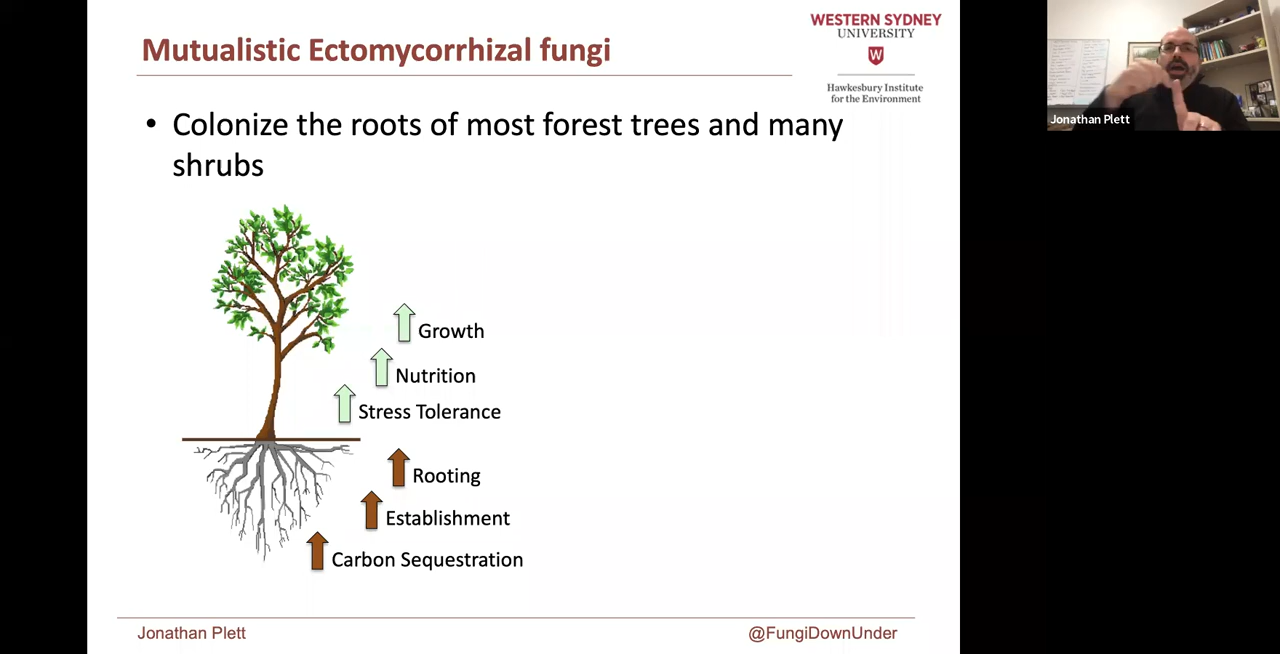 Mutualistic Ectomycorrhizal fungi
WESTERN SYDNEY
UNIVERSITY
W
Hawkesbury Institute
for the Environment
• Colonize the roots of most forest trees and many
shrubs
Growth
Nutrition
Stress Tolerance
Rooting
Establishment
Carbon Sequestration
Jonathan Plett
@FungiDownUnder
Jonathan Plett